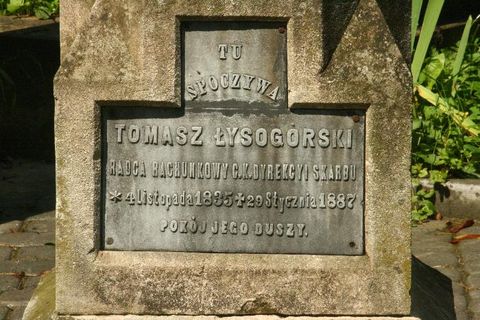 TU
SPOCZYWA
TOMASZ ŁYSOGÓRSKI
RADCA RACHUNKOWY C.K. DYREKCYI SKARBU
* 4 listopada 1835 ✝ 29 Stycznia 1887
POKÓJ JEGO DUSZY.